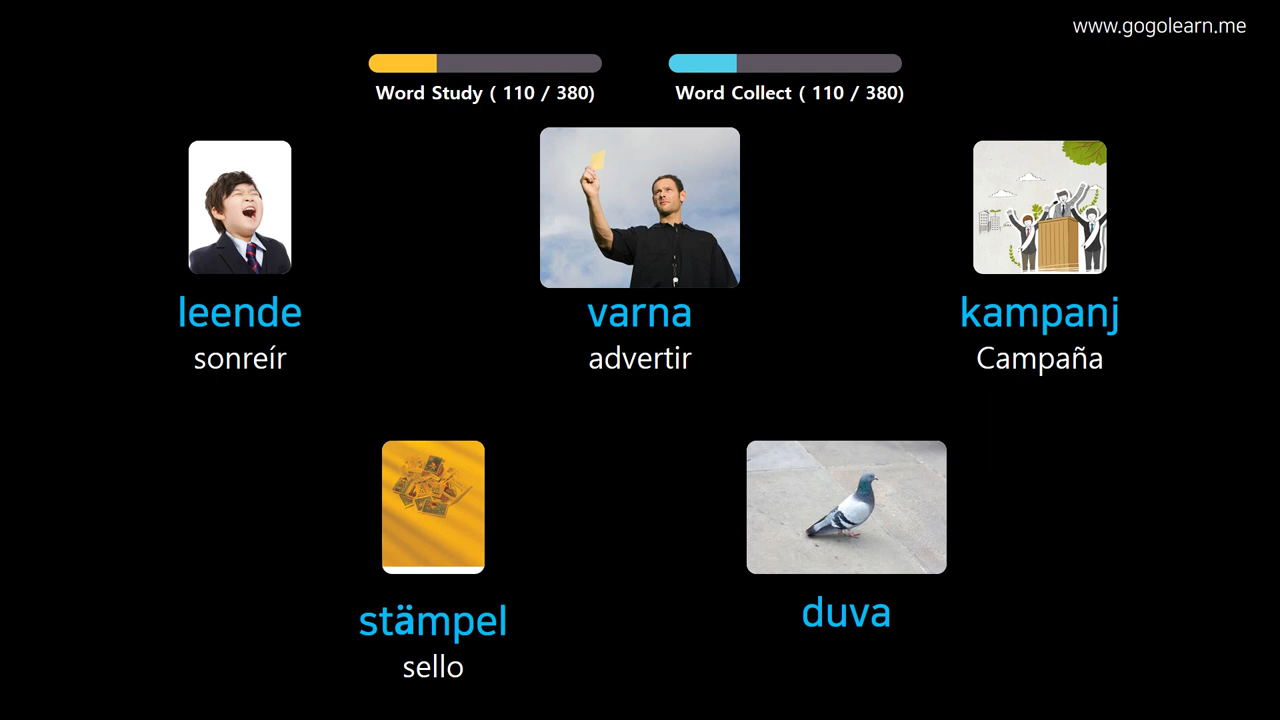 www.gogolearn.me
Word Study ( 110 / 380)
Word Collect ( 110 / 380)
leende
sonreír
varna
advertir
kampanj
Campaña
stämpel
sello
duva